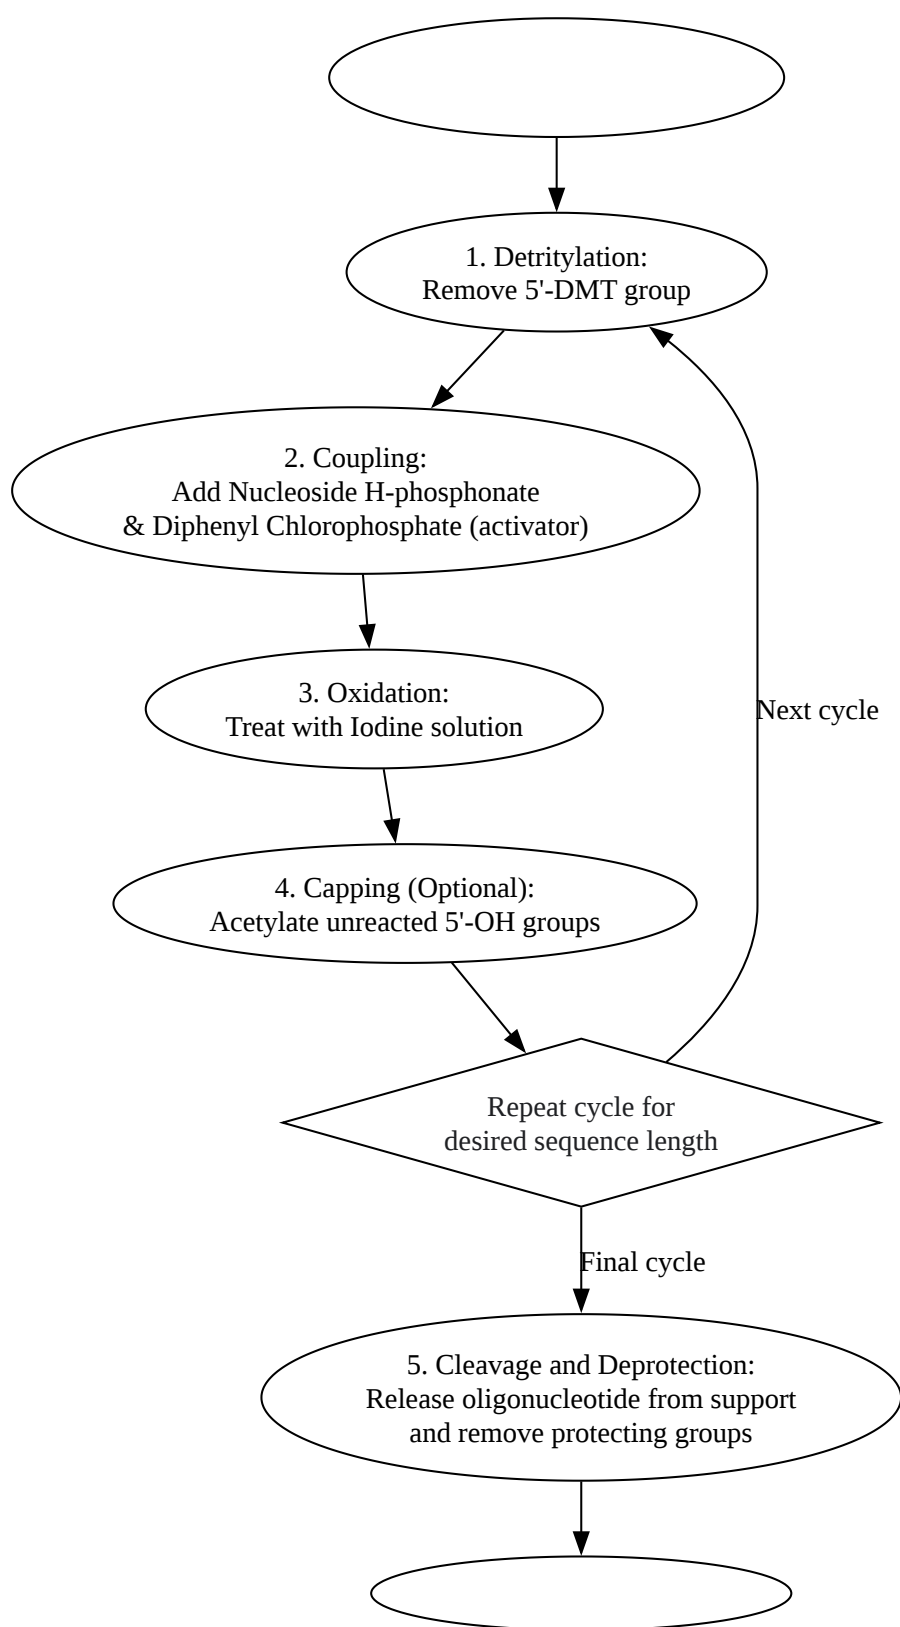 1. Detritylation:
Remove 5'-DMT group
2. Coupling:
Add Nucleoside H-phosphonate
& Diphenyl Chlorophosphate (activator)
3. Oxidation:
Treat with Iodine solution
Next cycle
4. Capping (Optional):
Acetylate unreacted 5'-OH groups
Repeat cycle for
desired sequence length
Final cycle
5. Cleavage and Deprotection:
Release oligonucleotide from support
and remove protecting groups